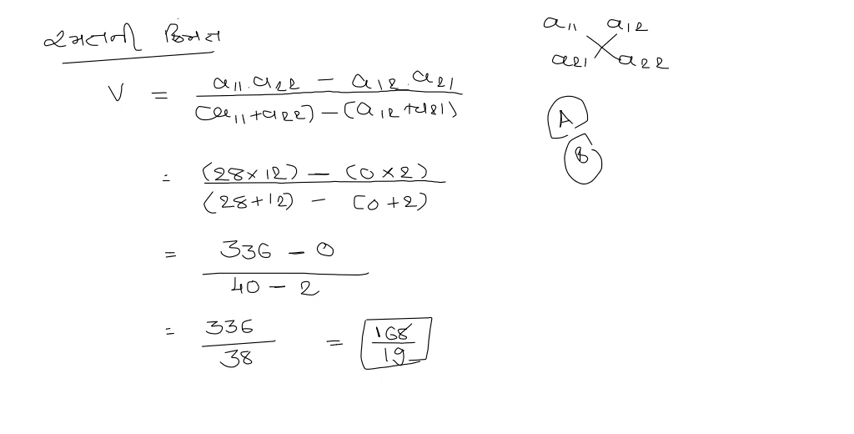 રમતની કિંમત
V = a11.a22 − a12.a21 / (a11+a22) − (a12+a21)
= (28×12) − (0×2) / (28+12) − (0+2)
= 336 − 0 / 40 − 2
= 336 / 38 = 168 / 19
a11 a12
a21 a22
A
B